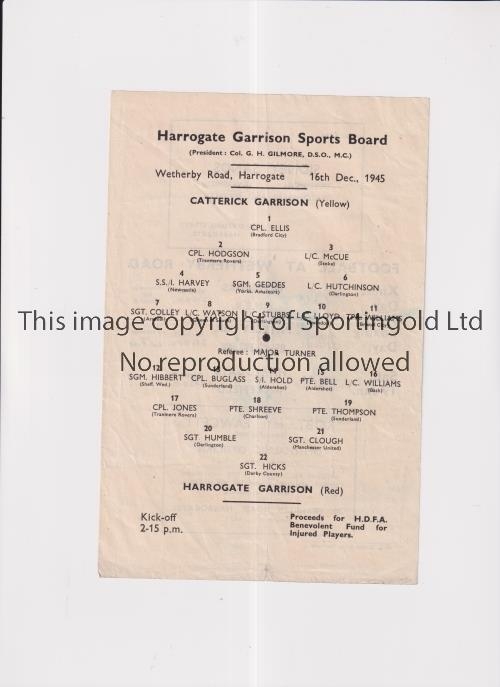 Harrogate Garrison Sports Board
(President: Col. G. H. GILMORE, D.S.O., M.C.)
Wetherby Road, Harrogate 16th Dec., 1945
CATTERICK GARRISON (Yellow)
1
CPL. ELLIS
(Bradford City)
2 3
CPL. HODGSON L/C. McCUE
(Tranmere Rovers) (Stoke)
4 5 6
S.S./I. HARVEY SGM. GEDDES L/C. HUTCHINSON
(Newcastle) (Yorks. Amateurs) (Darlington)
7 8 9 10 11
SGT. COLLEY L/C. WATSON L/C. STUBBS LLOYD WILLIAMS
This image is copyright of Sportingold Ltd
Referee: MAJOR TURNER
No reproduction allowed
12 15 16
SGM. HIBBERT CPL. BUGLASS S/I. HOLD PTE. BELL L/C. WILLIAMS
(Sheff. Wed.) (Sunderland) (Aldershot) (Aldershot)
17 18 19
CPL. JONES PTE. SHREEVE PTE. THOMPSON
(Tranmere Rovers) (Charlton) (Sunderland)
20 21
SGT. HUMBLE SGT. CLOUGH
(Darlington) (Manchester United)
22
SGT. HICKS
(Derby County)
HARROGATE GARRISON (Red)
Kick-off
2-15 p.m.
Proceeds for H.D.F.A.
Benevolent Fund for
Injured Players.